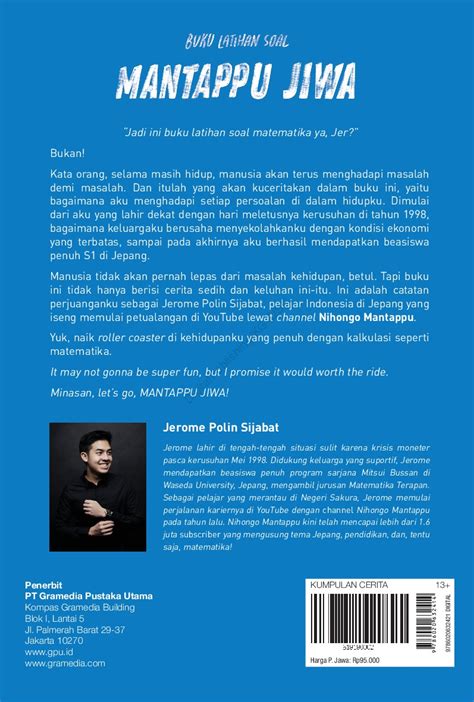 BUKU LATIHAN SOAL
MANTAPPU JIWA
"Jadi ini buku latihan soal matematika ya, Jer?"
Bukan!
Kata orang, selama masih hidup, manusia akan terus menghadapi masalah
demi masalah. Dan itulah yang akan kuceritakan dalam buku ini, yaitu
bagaimana aku menghadapi setiap persoalan di dalam hidupku. Dimulai
dari aku yang lahir dekat dengan hari meletusnya kerusuhan di tahun 1998,
bagaimana keluargaku berusaha menyekolahkanku dengan kondisi ekonomi
yang terbatas, sampai pada akhirnya aku berhasil mendapatkan beasiswa
penuh S1 di Jepang.
Manusia tidak akan pernah lepas dari masalah kehidupan, betul. Tapi buku
ini tidak hanya berisi cerita sedih dan keluhan ini-itu. Ini adalah catatan
perjuanganku sebagai Jerome Polin Sijabat, pelajar Indonesia di Jepang yang
iseng memulai petualangan di YouTube lewat channel Nihongo Mantappu.
Yuk, naik roller coaster di kehidupanku yang penuh dengan kalkulasi seperti
matematika.
It may not gonna be super fun, but I promise it would worth the ride.
Minasan, let's go, MANTAPPU JIWA!
Jerome Polin Sijabat
Jerome lahir di tengah-tengah situasi sulit karena krisis moneter
pasca kerusuhan Mei 1998. Didukung keluarga yang suportif, Jerome
mendapatkan beasiswa penuh program sarjana Mitsui Bussan di
Waseda University, Jepang, mengambil jurusan Matematika Terapan.
Sebagai pelajar yang merantau di Negeri Sakura, Jerome memulai
perjalanan kariernya di YouTube dengan channel Nihongo Mantappu
pada tahun lalu. Nihongo Mantappu kini telah mencapai lebih dari 1.6
juta subscriber yang mengusung tema Jepang, pendidikan, dan, tentu
saja, matematika!
Penerbit
PT Gramedia Pustaka Utama
Kompas Gramedia Building
Blok I, Lantai 5
Jl. Palmerah Barat 29-37
Jakarta 10270
www.gpu.id
www.gramedia.com
KUMPULAN CERITA
13+
Harga P. Jawa: Rp95.000
DIGITAL